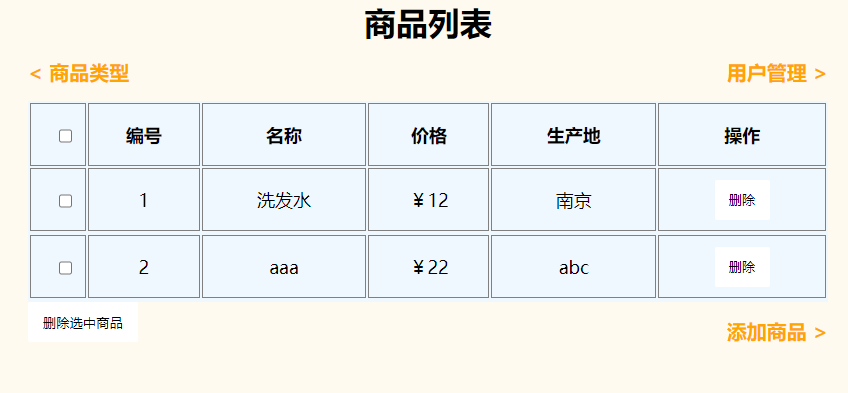 商品列表
< 商品类型 用户管理 >
编号 名称 价格 生产地 操作
1 洗发水 ￥12 南京 删除
2 aaa ￥22 abc 删除
删除选中商品
添加商品 >